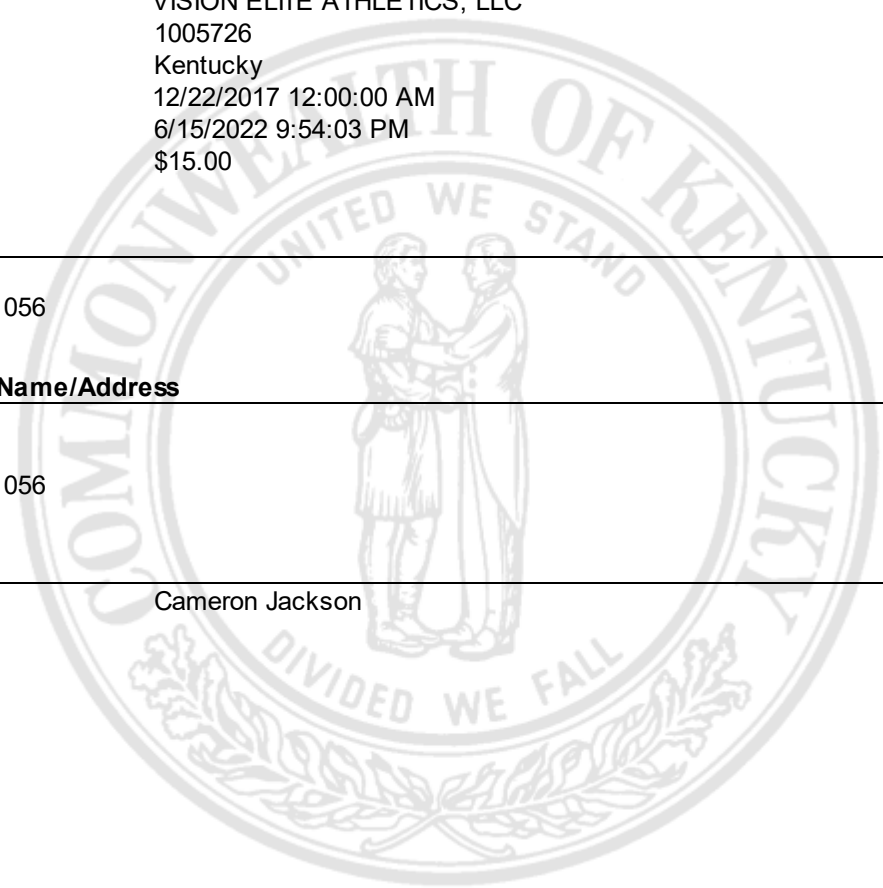 VISION ELITE ATHLETICS, LLC
1005726
Kentucky
12/22/2017 12:00:00 AM
6/15/2022 9:54:03 PM
$15.00
COMMONWEALTH OF KENTUCKY
UNITED WE STAND
056
Name/Address
056
Cameron Jackson
DIVIDED WE FALL